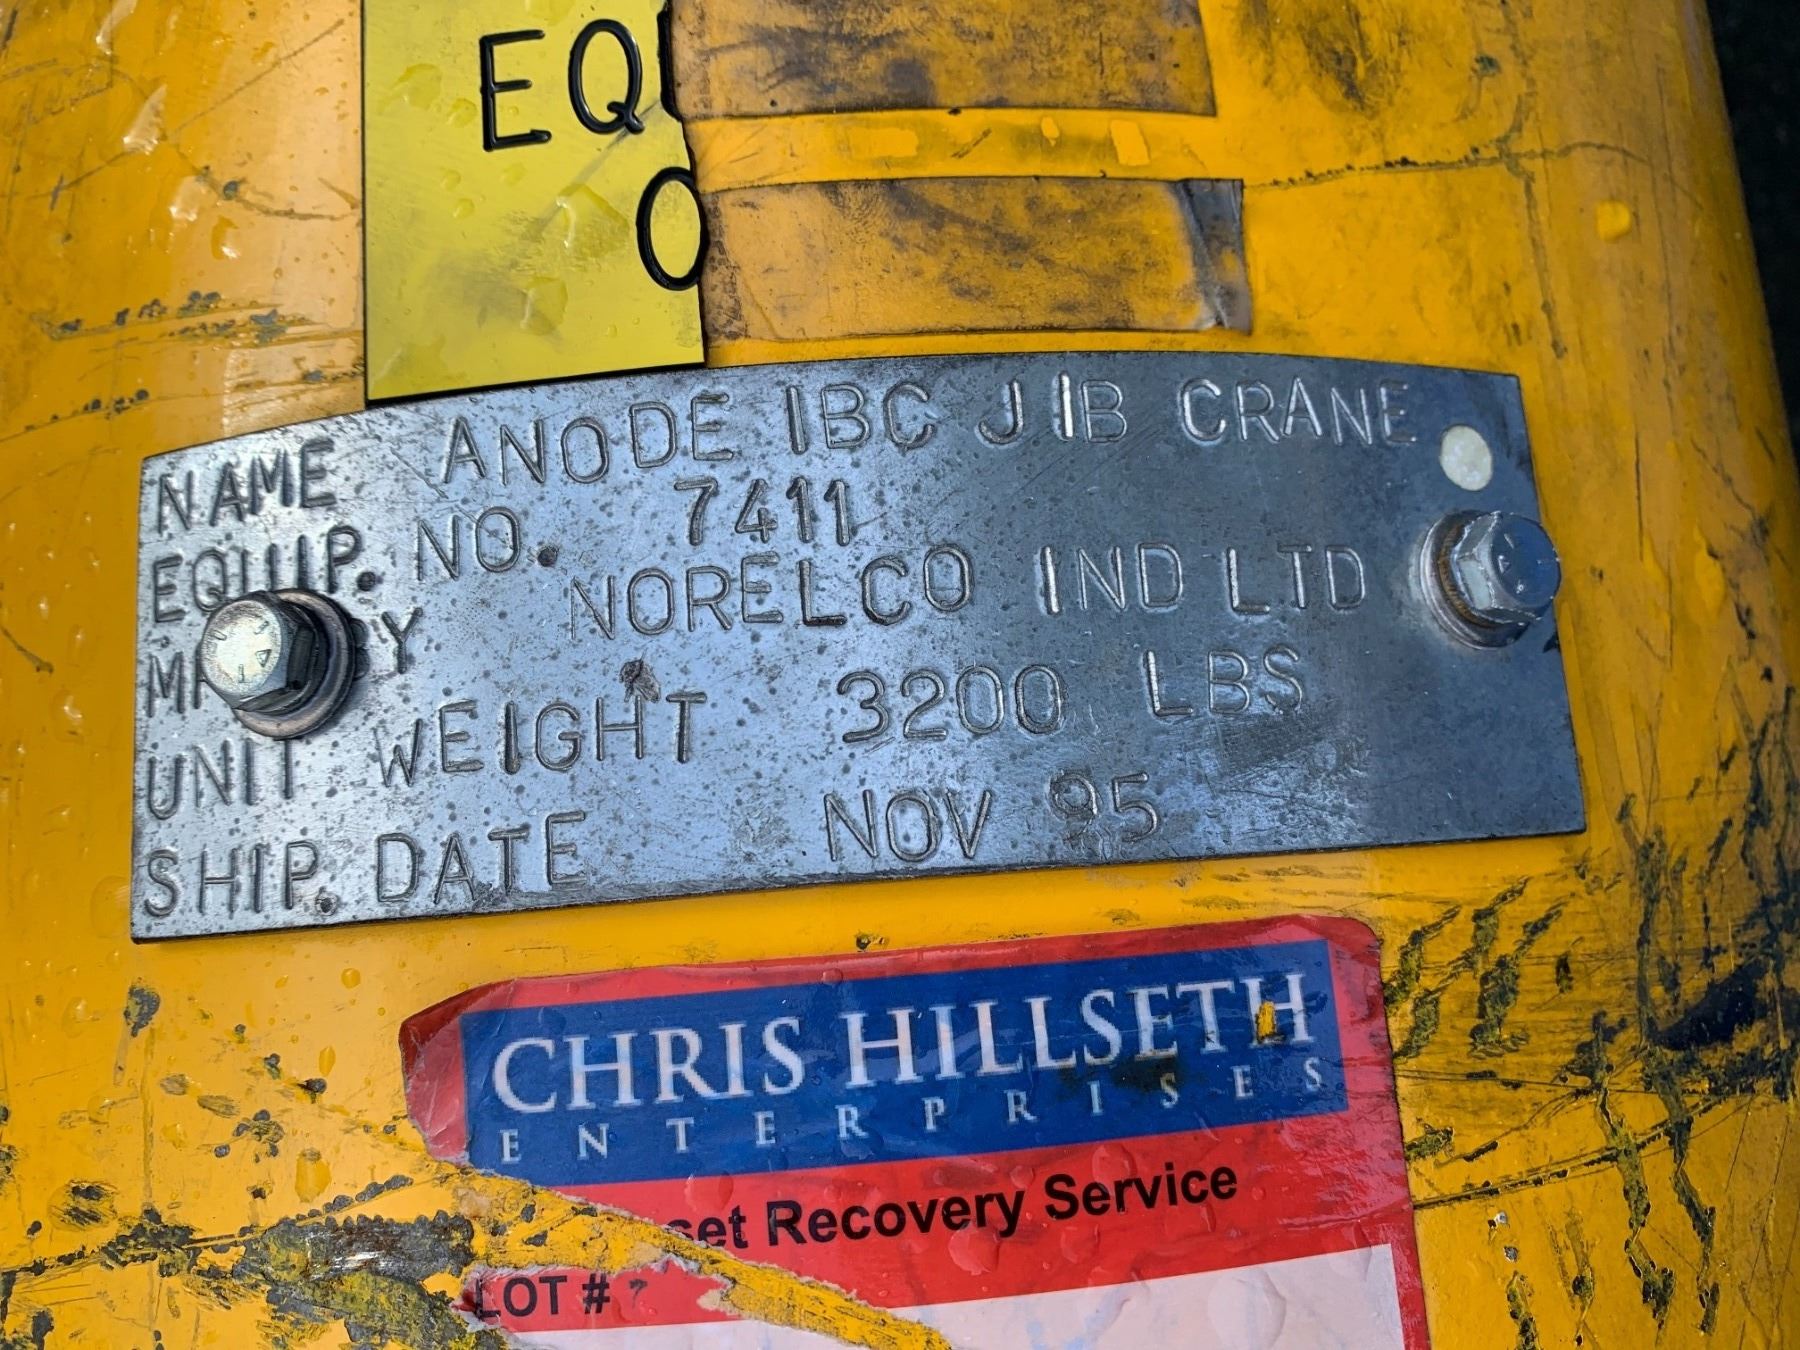 EQ
0
NAME ANODE IBC JIB CRANE
EQUIP. NO. 7411
NORELCO IND LTD
UNIT WEIGHT 3200 LBS
SHIP. DATE NOV 95
CHRIS HILLSETH
ENTERPRISES
Recovery Service
LOT #